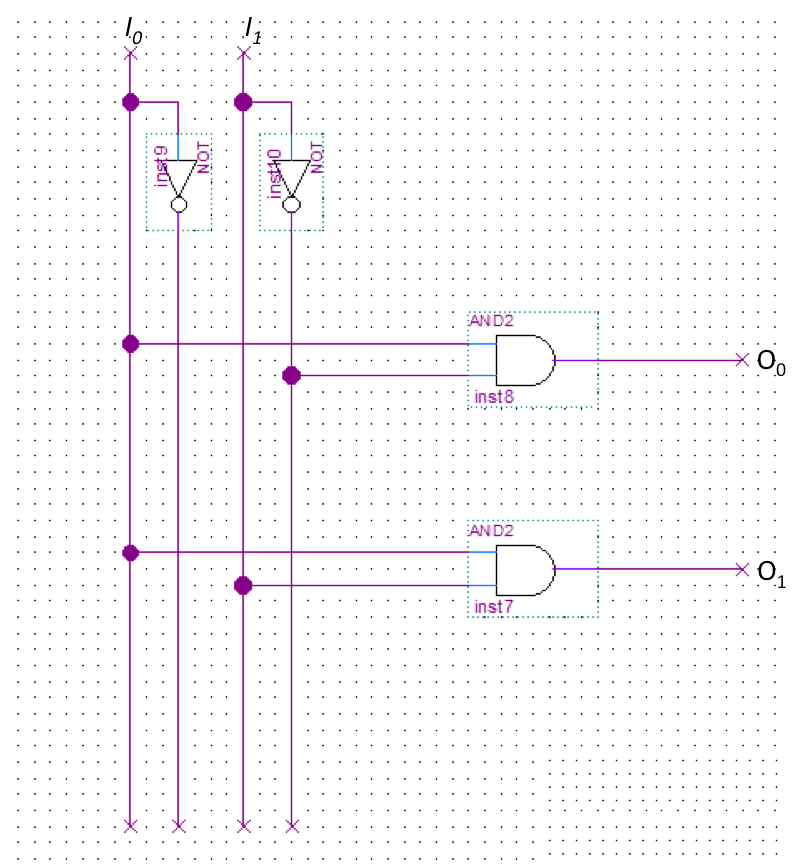 I0 I1
inst9 NOT inst10 NOT
AND2
O0
inst8
AND2
O1
inst7